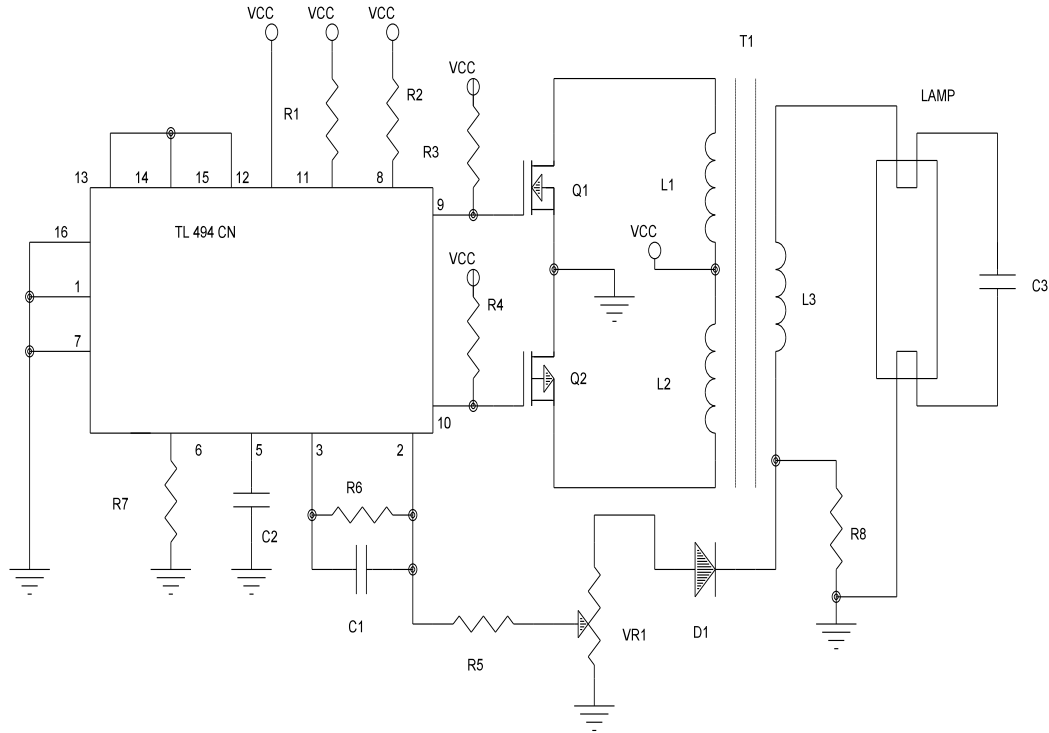 VCC
VCC
VCC
T1
VCC
LAMP
R1
R2
R3
13
14
15
12
11
8
9
Q1
L1
16
TL 494 CN
VCC
VCC
1
C3
R4
L3
7
Q2
L2
10
6
5
3
2
R6
R7
C2
R8
C1
VR1
D1
R5